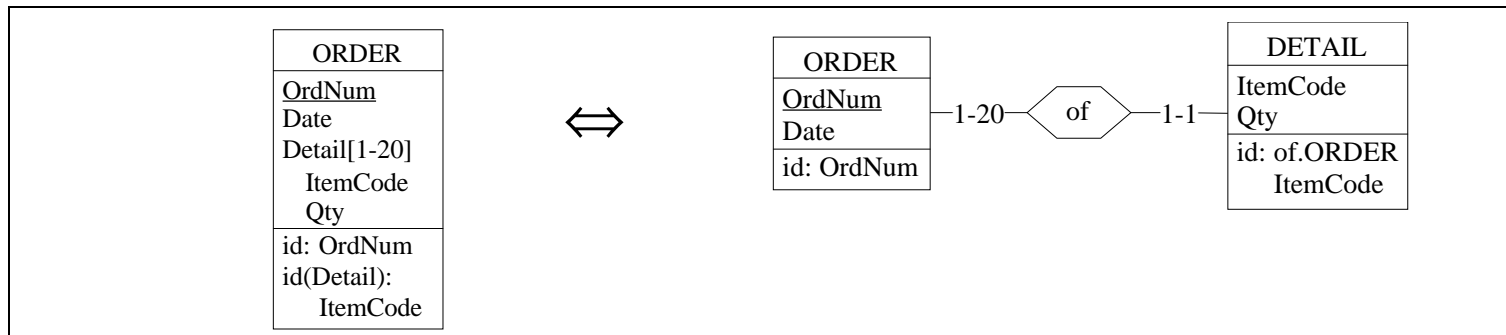 ORDER
OrdNum
Date
Detail[1-20]
ItemCode
Qty
id: OrdNum
id(Detail):
ItemCode
ORDER
OrdNum
Date
id: OrdNum
1-20
of
1-1
DETAIL
ItemCode
Qty
id: of.ORDER
ItemCode